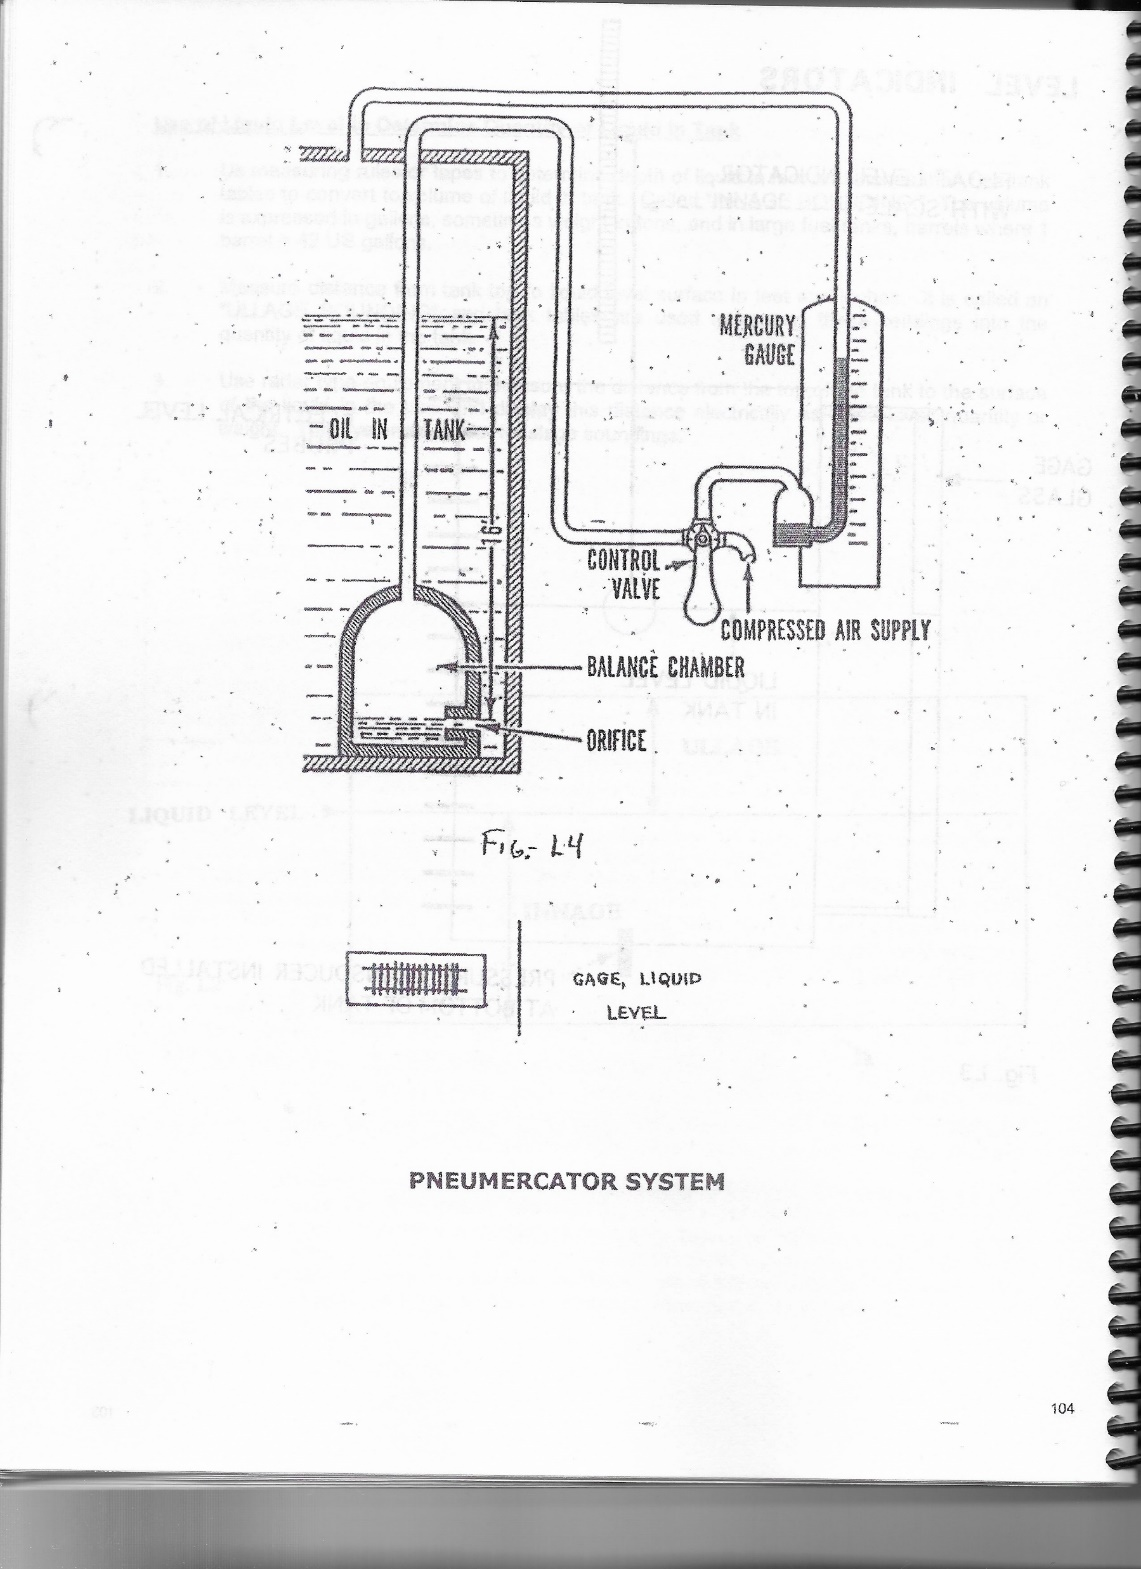 MERCURY
GAUGE
OIL IN TANK
16'
CONTROL
VALVE
COMPRESSED AIR SUPPLY
BALANCE CHAMBER
ORIFICE
FIG.- L4
GAGE, LIQUID
LEVEL
PNEUMERCATOR SYSTEM
104